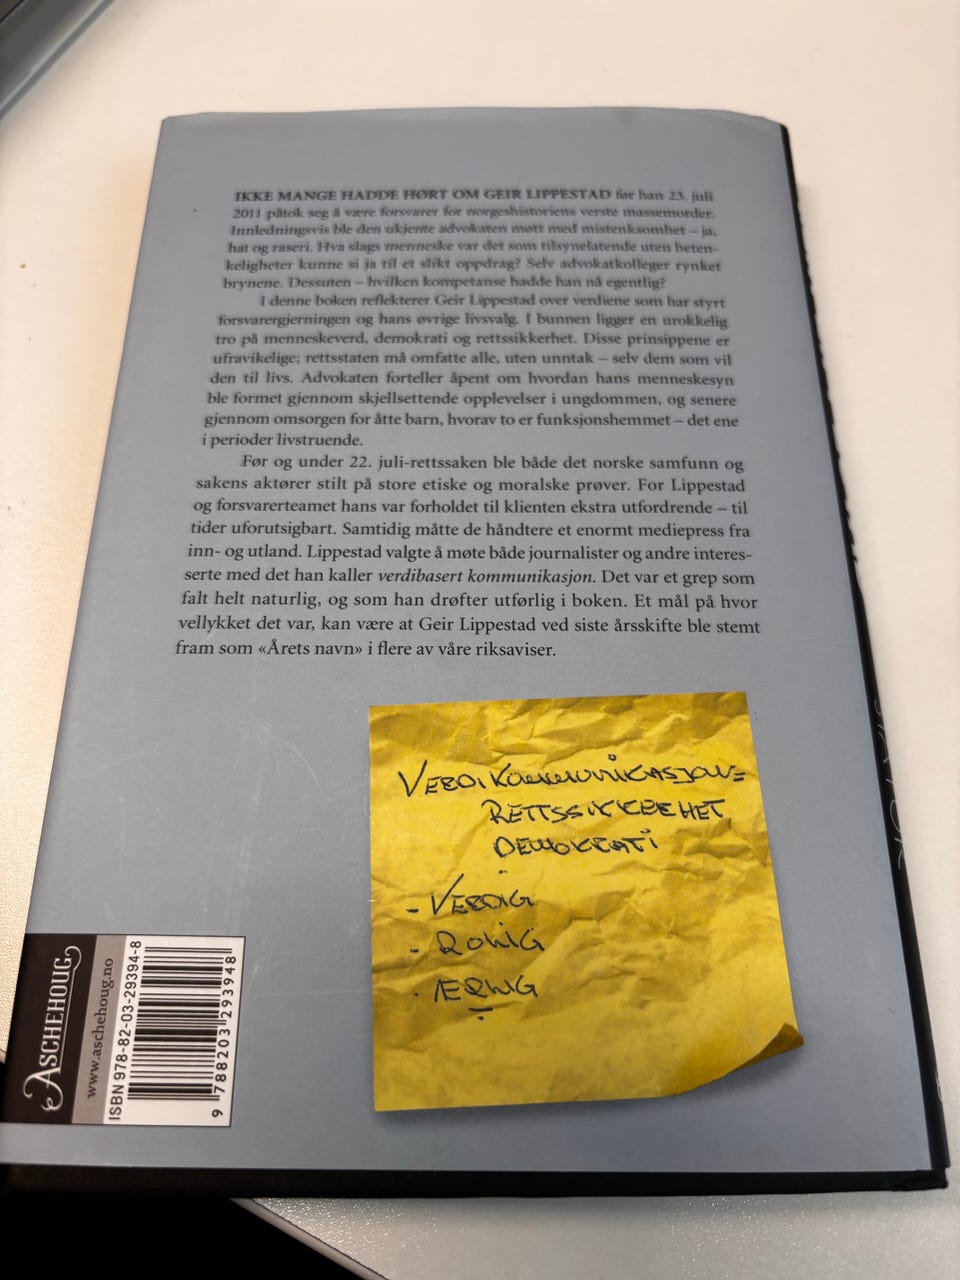 IKKE MANGE HADDE HØRT OM GEIR LIPPESTAD før han 23. juli
2011 påtok seg å være forsvarer for norgeshistoriens verste massemorder.
Innledningsvis ble den ukjente advokaten møtt med mistenksomhet – ja,
hat og raseri. Hva slags menneske var det som tilsynelatende uten beten-
keligheter kunne si ja til et slikt oppdrag? Selv advokatkolleger rynket
brynene. Dessuten – hvilken kompetanse hadde han nå egentlig?
I denne boken reflekterer Geir Lippestad over verdiene som har styrt
forsvarergjerningen og hans øvrige livsvalg. I bunnen ligger en urokkelig
tro på menneskeverd, demokrati og rettssikkerhet. Disse prinsippene er
ufravikelige; rettsstaten må omfatte alle, uten unntak – selv dem som vil
den til livs. Advokaten forteller åpent om hvordan hans menneskesyn
ble formet gjennom skjellsettende opplevelser i ungdommen, og senere
gjennom omsorgen for åtte barn, hvorav to er funksjonshemmet – det ene
i perioder livstruende.
Før og under 22. juli-rettssaken ble både det norske samfunn og
sakens aktører stilt på store etiske og moralske prøver. For Lippestad
og forsvarerteamet hans var forholdet til klienten ekstra utfordrende – til
tider uforutsigbart. Samtidig måtte de håndtere et enormt mediepress fra
inn- og utland. Lippestad valgte å møte både journalister og andre interes-
serte med det han kaller verdibasert kommunikasjon. Det var et grep som
falt helt naturlig, og som han drøfter utførlig i boken. Et mål på hvor
vellykket det var, kan være at Geir Lippestad ved siste årsskifte ble stemt
fram som «Årets navn» i flere av våre riksaviser.
VERDIKOMMUNIKASJON=
RETTSSIKKERHET
DEMOKRATI
- VERDIG
- ROLIG
- ÆRLIG
ASCHEHOUG
www.aschehoug.no
ISBN 978-82-03-29394-8
9 788203 293948